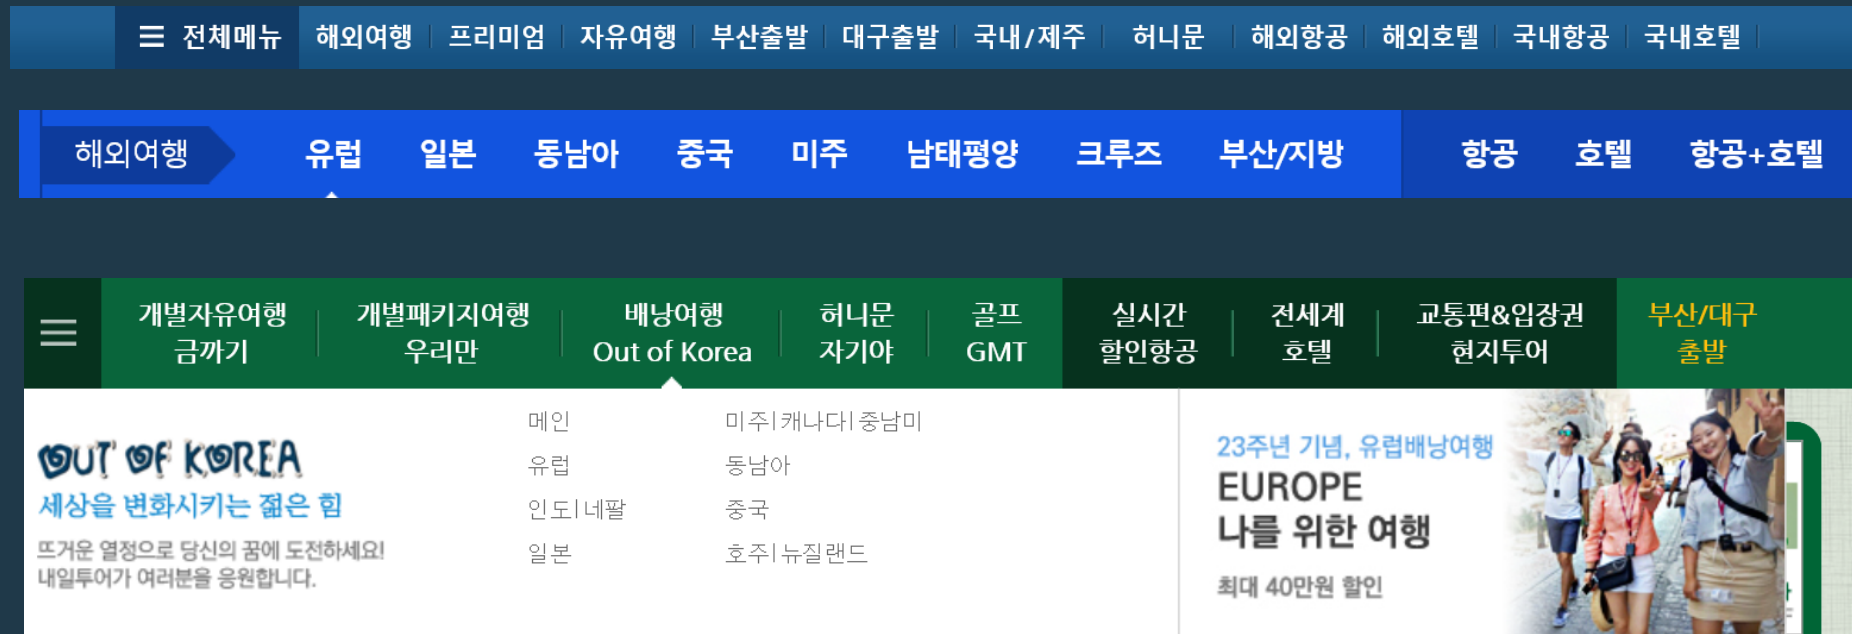 전체메뉴 해외여행 프리미엄 자유여행 부산출발 대구출발 국내/제주 허니문 해외항공 해외호텔 국내항공 국내호텔
해외여행 유럽 일본 동남아 중국 미주 남태평양 크루즈 부산/지방 항공 호텔 항공+호텔
개별자유여행 개별패키지여행 배낭여행 허니문 골프 실시간 전세계 교통편&입장권 부산/대구
금까기 우리만 Out of Korea 자기야 GMT 할인항공 호텔 현지투어 출발
OUT OF KOREA
세상을 변화시키는 젊은 힘
뜨거운 열정으로 당신의 꿈에 도전하세요!
내일투어가 여러분을 응원합니다.
메인
유럽
인도|네팔
일본
미주|캐나다|중남미
동남아
중국
호주|뉴질랜드
23주년 기념, 유럽배낭여행
EUROPE
나를 위한 여행
최대 40만원 할인